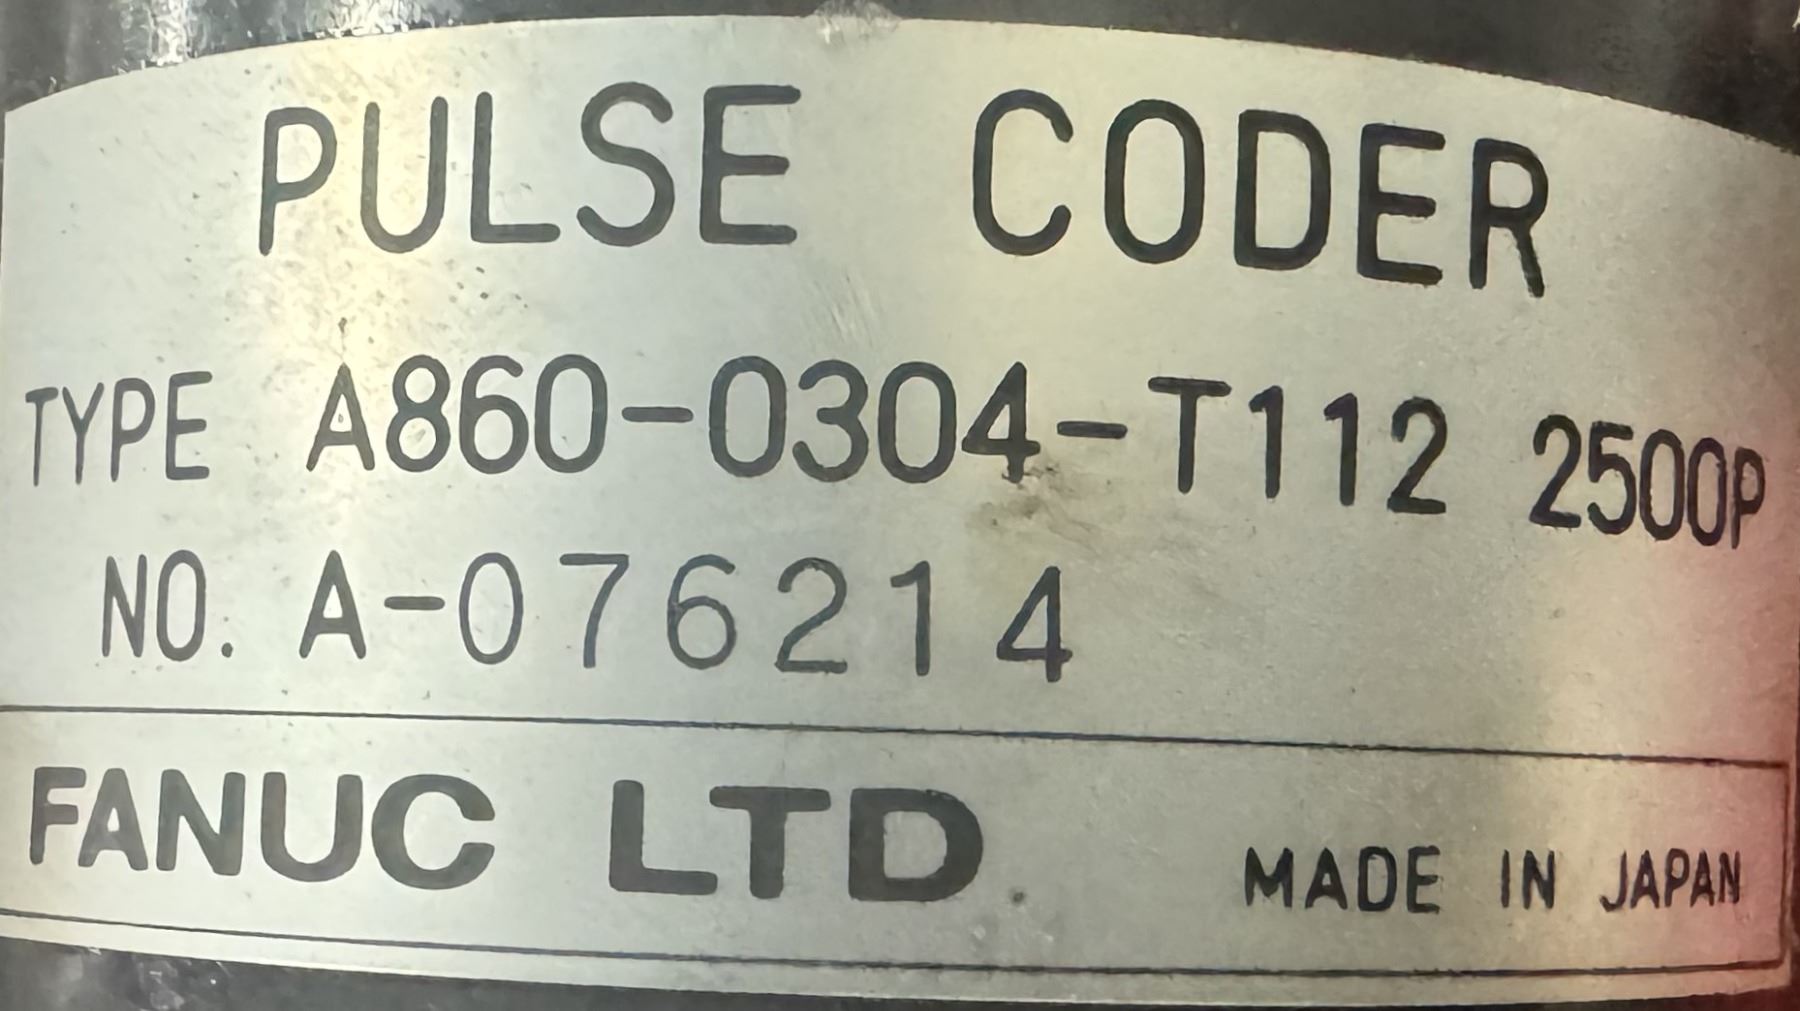 PULSE CODER
TYPE A860-0304-T112 2500P
NO. A-076214
FANUC LTD
MADE IN JAPAN